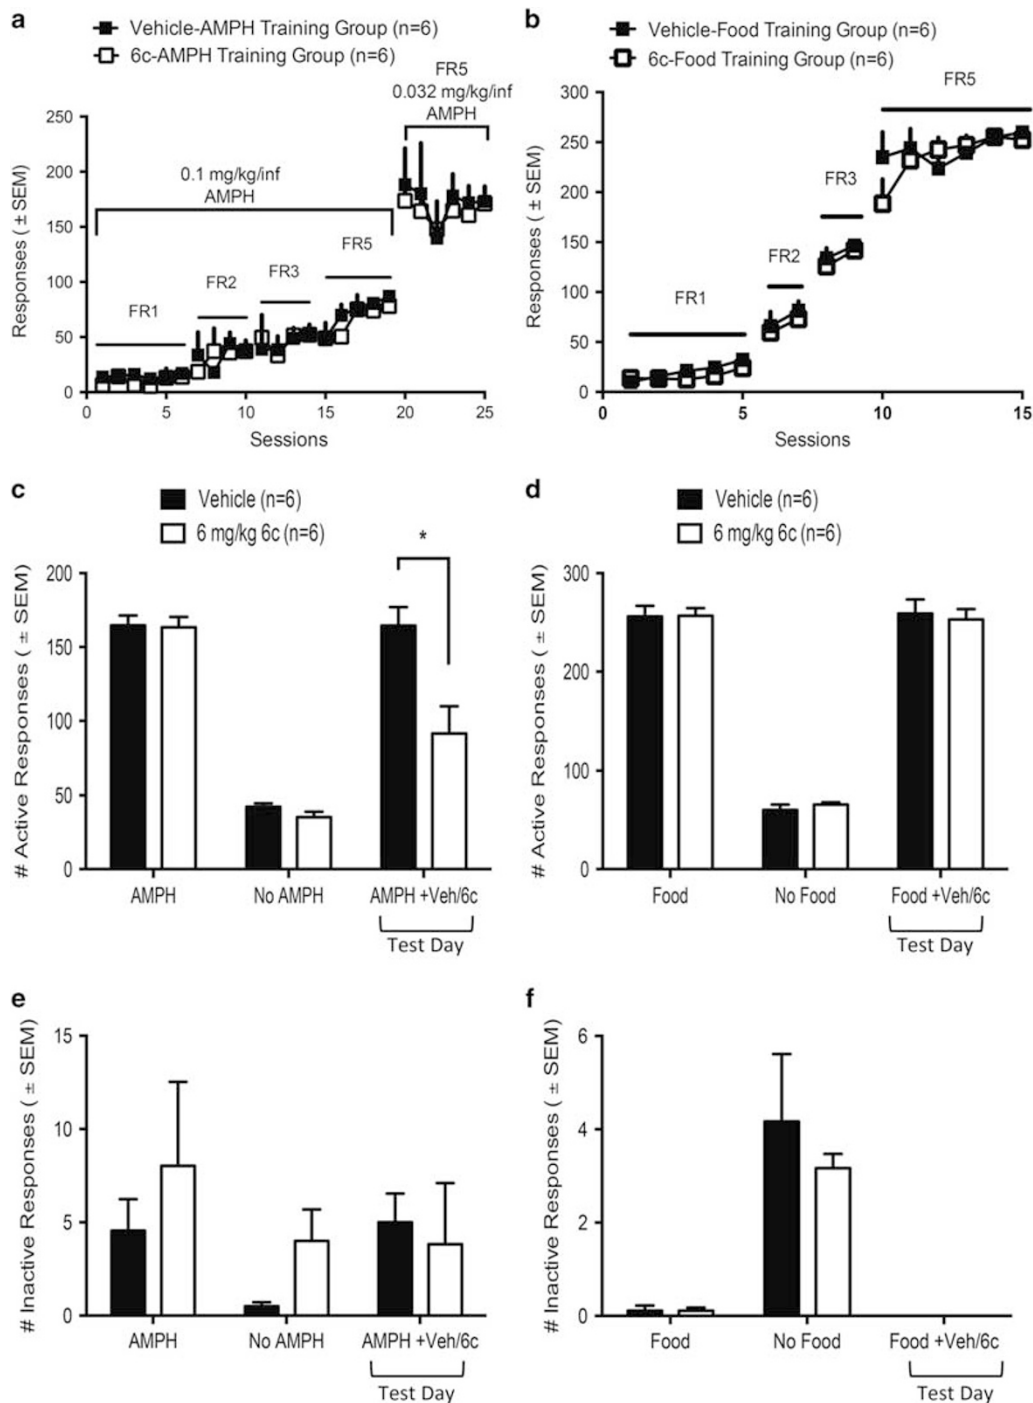 a
Vehicle-AMPH Training Group (n=6)
6c-AMPH Training Group (n=6)
FR5
0.032 mg/kg/inf
AMPH
0.1 mg/kg/inf
AMPH
FR1
FR2
FR3
FR5
Responses ( ± SEM)
250
200
150
100
50
0
0 5 10 15 20 25
Sessions
b
Vehicle-Food Training Group (n=6)
6c-Food Training Group (n=6)
FR5
FR3
FR2
FR1
Responses ( ± SEM)
300
250
200
150
100
50
0
0 5 10 15
Sessions
c
Vehicle (n=6)
6 mg/kg 6c (n=6)
*
# Active Responses ( ± SEM)
200
150
100
50
0
AMPH No AMPH AMPH +Veh/6c
Test Day
d
Vehicle (n=6)
6 mg/kg 6c (n=6)
# Active Responses ( ± SEM)
300
200
100
0
Food No Food Food +Veh/6c
Test Day
e
# Inactive Responses ( ± SEM)
15
10
5
0
AMPH No AMPH AMPH +Veh/6c
Test Day
f
# Inactive Responses ( ± SEM)
6
4
2
0
Food No Food Food +Veh/6c
Test Day